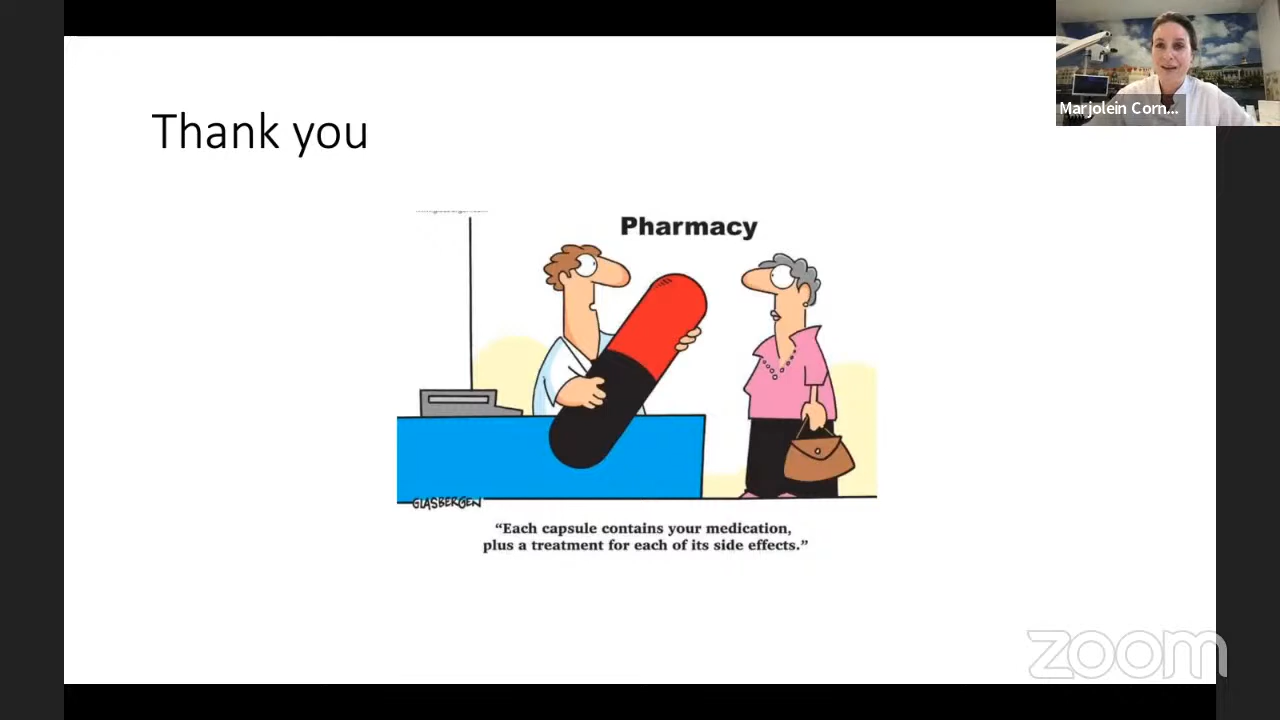 Marjolein Corn...
Thank you
Pharmacy
GLASBERGEN
“Each capsule contains your medication,
plus a treatment for each of its side effects.”
zoom